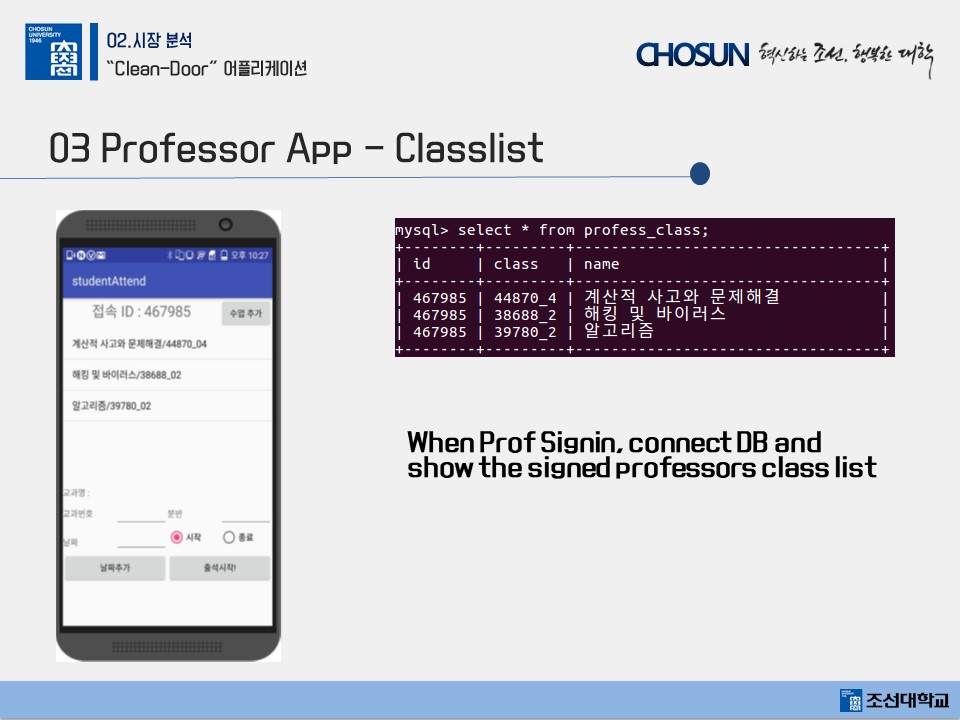 CHOSUN
UNIVERSITY
1946
02.시장 분석
“Clean-Door” 어플리케이션
CHOSUN 혁신하는 조선, 행복한 대학
03 Professor App - Classlist
오후 10:27
studentAttend
접속 ID : 467985
수업 추가
계산적 사고와 문제해결/44870_04
해킹 및 바이러스/38688_02
알고리즘/39780_02
교과명 :
교과번호 분반
날짜 시작 종료
날짜추가 출석시작!
mysql> select * from profess_class;
+--------+---------+----------------------------------+
| id | class | name |
+--------+---------+----------------------------------+
| 467985 | 44870_4 | 계산적 사고와 문제해결 |
| 467985 | 38688_2 | 해킹 및 바이러스 |
| 467985 | 39780_2 | 알고리즘 |
+--------+---------+----------------------------------+
When Prof Signin, connect DB and
show the signed professors class list
조선대학교